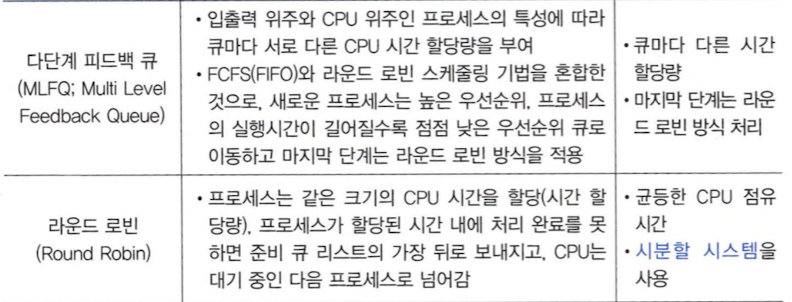 다단계 피드백 큐
(MLFQ; Multi Level
Feedback Queue)
• 입출력 위주와 CPU 위주인 프로세스의 특성에 따라
큐마다 서로 다른 CPU 시간 할당량을 부여
• FCFS(FIFO)와 라운드 로빈 스케줄링 기법을 혼합한
것으로, 새로운 프로세스는 높은 우선순위, 프로세스
의 실행시간이 길어질수록 점점 낮은 우선순위 큐로
이동하고 마지막 단계는 라운드 로빈 방식을 적용
• 큐마다 다른 시간
할당량
• 마지막 단계는 라운
드 로빈 방식 처리
라운드 로빈
(Round Robin)
• 프로세스는 같은 크기의 CPU 시간을 할당(시간 할
당량), 프로세스가 할당된 시간 내에 처리 완료를 못
하면 준비 큐 리스트의 가장 뒤로 보내지고, CPU는
대기 중인 다음 프로세스로 넘어감
• 균등한 CPU 점유
시간
• 시분할 시스템을
사용